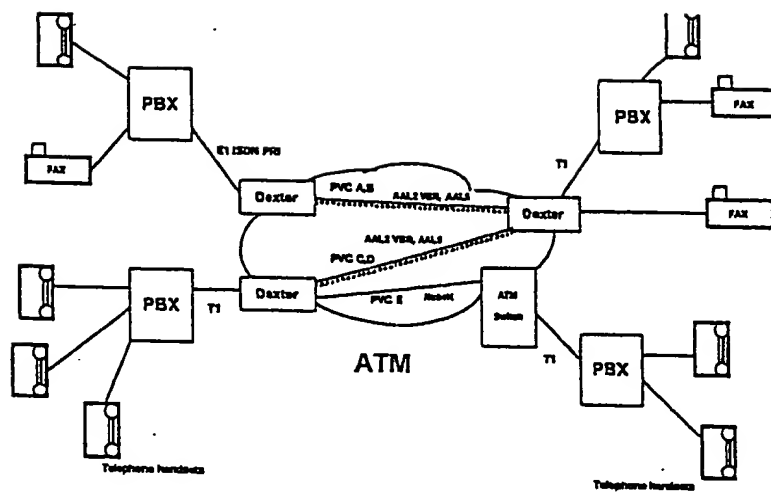 PBX
FAX
E1 ISDN PRI
Dexter
PVC A,B
AAL2 VBR, AAL5
PBX
FAX
T1
Dexter
FAX
AAL2 VBR, AAL5
PVC C,D
PBX
T1
Dexter
PVC E
ATM
T1
PBX
ATM
Telephone handsets
Telephone handsets